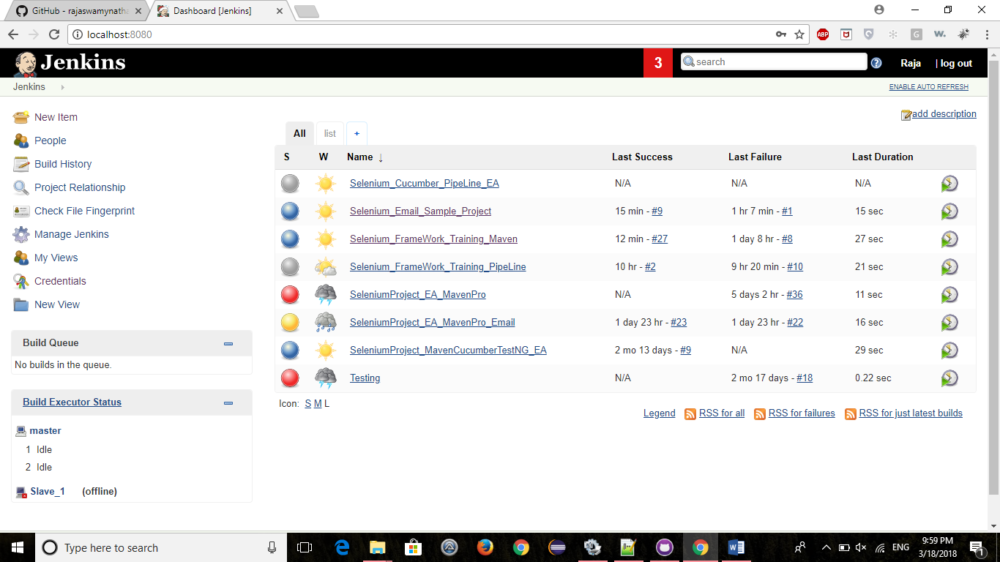 GitHub - rajaswamynatha
Dashboard [Jenkins]
localhost:8080
ABP
G
w.
Jenkins
3
search
?
Raja
| log out
Jenkins
ENABLE AUTO REFRESH
New Item
People
Build History
Project Relationship
Check File Fingerprint
Manage Jenkins
My Views
Credentials
New View
Build Queue
No builds in the queue.
Build Executor Status
master
1 Idle
2 Idle
Slave_1 (offline)
add description
All list +
S W Name ↓ Last Success Last Failure Last Duration
Selenium_Cucumber_PipeLine_EA N/A N/A N/A
Selenium_Email_Sample_Project 15 min - #9 1 hr 7 min - #1 15 sec
Selenium_FrameWork_Training_Maven 12 min - #27 1 day 8 hr - #8 27 sec
Selenium_FrameWork_Training_PipeLine 10 hr - #2 9 hr 20 min - #10 21 sec
SeleniumProject_EA_MavenPro N/A 5 days 2 hr - #36 11 sec
SeleniumProject_EA_MavenPro_Email 1 day 23 hr - #23 1 day 23 hr - #22 16 sec
SeleniumProject_MavenCucumberTestNG_EA 2 mo 13 days - #9 N/A 29 sec
Testing N/A 2 mo 17 days - #18 0.22 sec
Icon: S M L
Legend RSS for all RSS for failures RSS for just latest builds
Type here to search
ENG
9:59 PM
3/18/2018
1